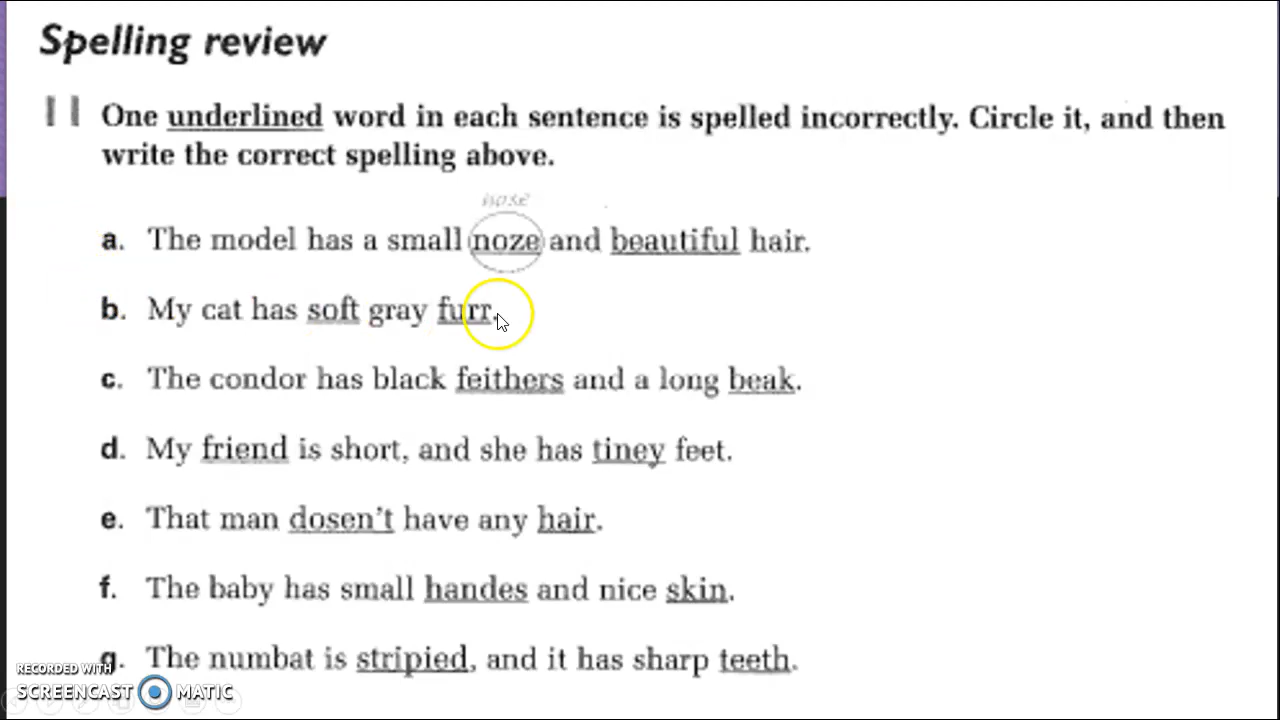 Spelling review
11 One underlined word in each sentence is spelled incorrectly. Circle it, and then
write the correct spelling above.
nose
a. The model has a small noze and beautiful hair.
b. My cat has soft gray furr.
c. The condor has black feithers and a long beak.
d. My friend is short, and she has tiney feet.
e. That man dosen't have any hair.
f. The baby has small handes and nice skin.
g. The numbat is stripied, and it has sharp teeth.
RECORDED WITH
SCREENCAST MATIC